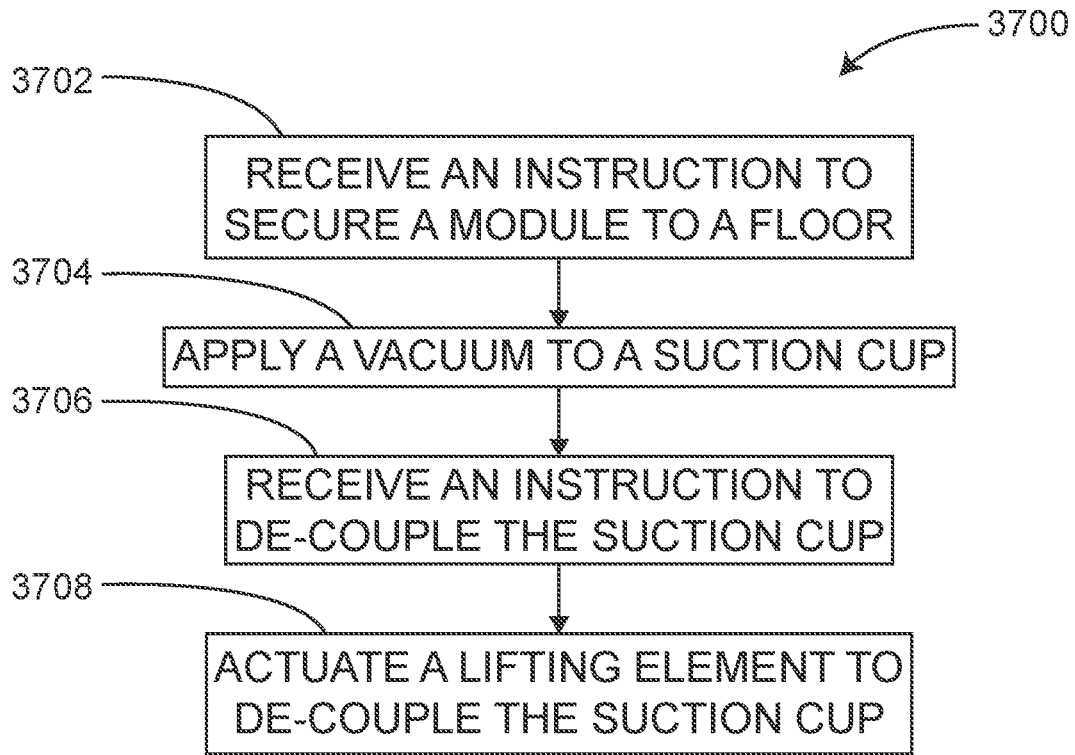 3700
3702
RECEIVE AN INSTRUCTION TO
SECURE A MODULE TO A FLOOR
3704
APPLY A VACUUM TO A SUCTION CUP
3706
RECEIVE AN INSTRUCTION TO
DE-COUPLE THE SUCTION CUP
3708
ACTUATE A LIFTING ELEMENT TO
DE-COUPLE THE SUCTION CUP